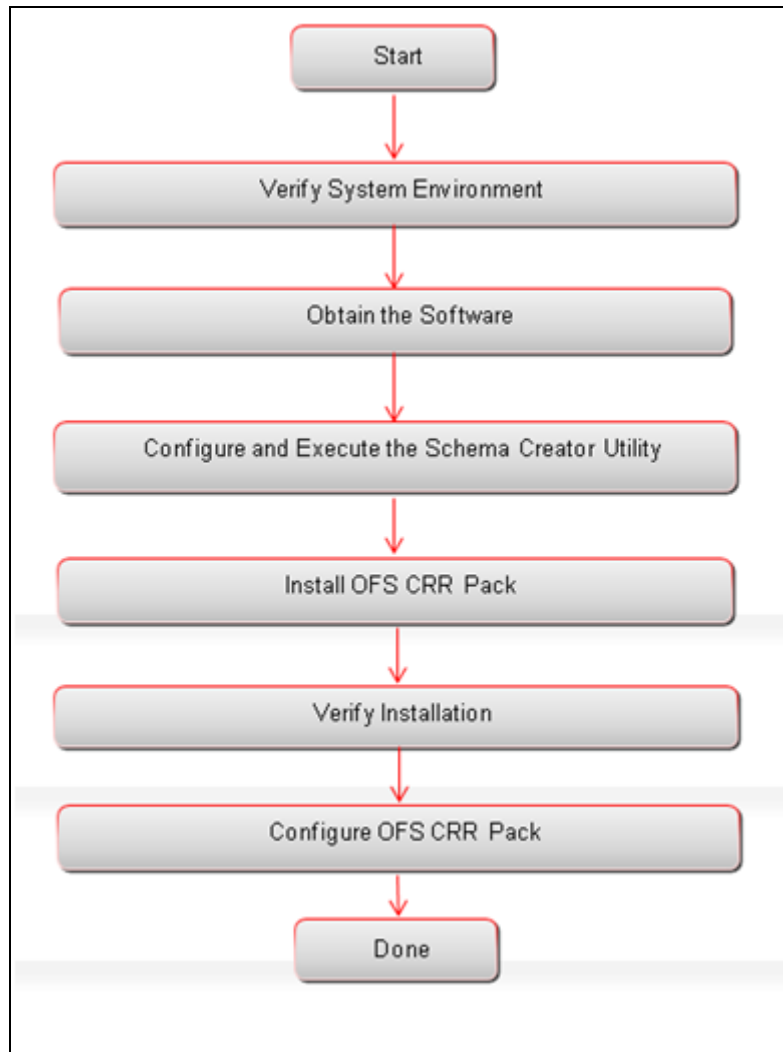 Start
Verify System Environment
Obtain the Software
Configure and Execute the Schema Creator Utility
Install OFS CRR Pack
Verify Installation
Configure OFS CRR Pack
Done